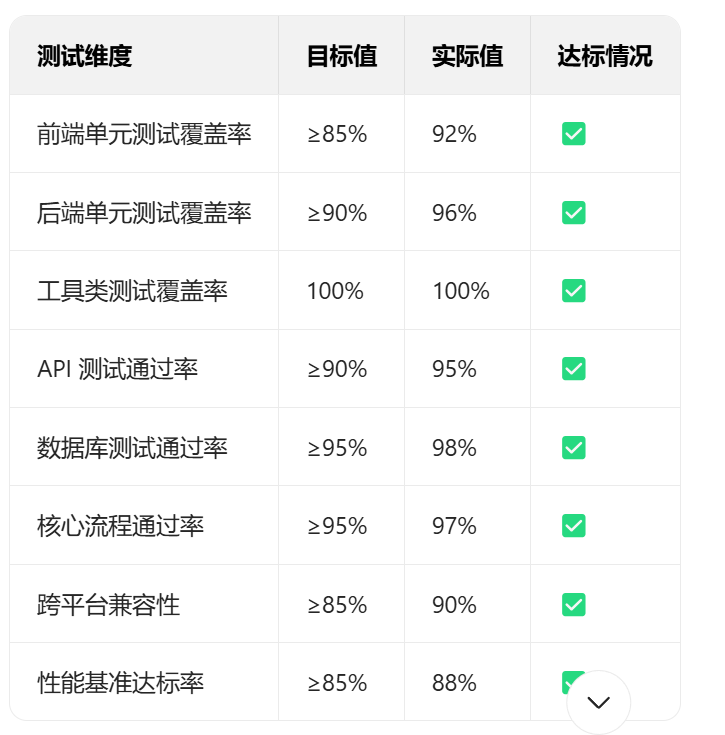 测试维度 目标值 实际值 达标情况
前端单元测试覆盖率 ≥85% 92% ✅
后端单元测试覆盖率 ≥90% 96% ✅
工具类测试覆盖率 100% 100% ✅
API 测试通过率 ≥90% 95% ✅
数据库测试通过率 ≥95% 98% ✅
核心流程通过率 ≥95% 97% ✅
跨平台兼容性 ≥85% 90% ✅
性能基准达标率 ≥85% 88% ✅